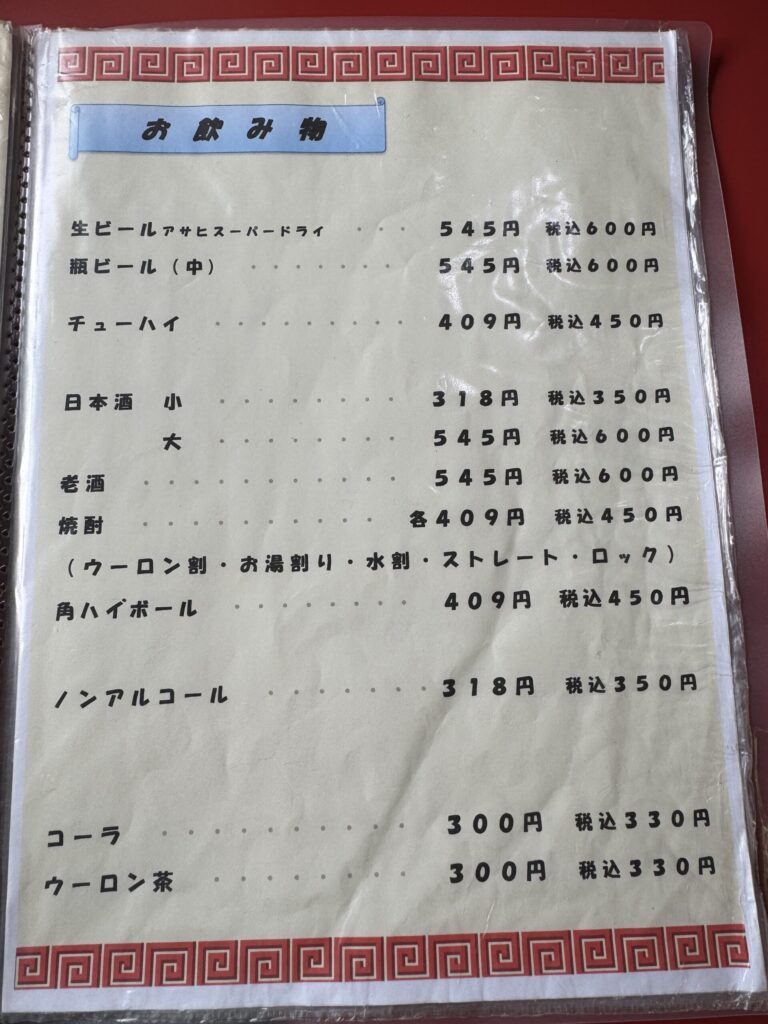 お飲み物
生ビールアサヒスーパードライ ・・・ 545円 税込600円
瓶ビール(中) ・・・・・・・ 545円 税込600円
チューハイ ・・・・・・・・・ 409円 税込450円
日本酒 小 ・・・・・・・・ 318円 税込350円
大 ・・・・・・・・ 545円 税込600円
老酒 ・・・・・・・・・・・・ 545円 税込600円
焼酎 ・・・・・・・・・・・ 各409円 税込450円
(ウーロン割・お湯割り・水割・ストレート・ロック)
角ハイボール ・・・・・・・・ 409円 税込450円
ノンアルコール ・・・・・・・ 318円 税込350円
コーラ ・・・・・・・・・・・ 300円 税込330円
ウーロン茶 ・・・・・・・・・ 300円 税込330円